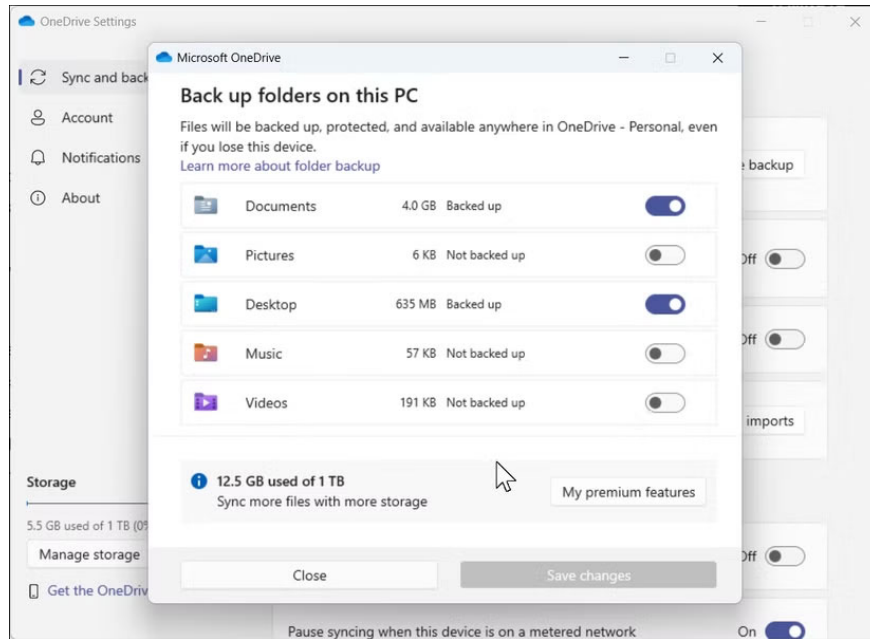 OneDrive Settings
Sync and back
Account
Notifications
About
Storage
5.5 GB used of 1 TB (0%
Manage storage
Get the OneDriv
Microsoft OneDrive
Back up folders on this PC
Files will be backed up, protected, and available anywhere in OneDrive - Personal, even
if you lose this device.
Learn more about folder backup
Documents 4.0 GB Backed up
Pictures 6 KB Not backed up
Desktop 635 MB Backed up
Music 57 KB Not backed up
Videos 191 KB Not backed up
12.5 GB used of 1 TB
Sync more files with more storage
My premium features
Close
Save changes
backup
Off
Off
imports
Off
Pause syncing when this device is on a metered network
On